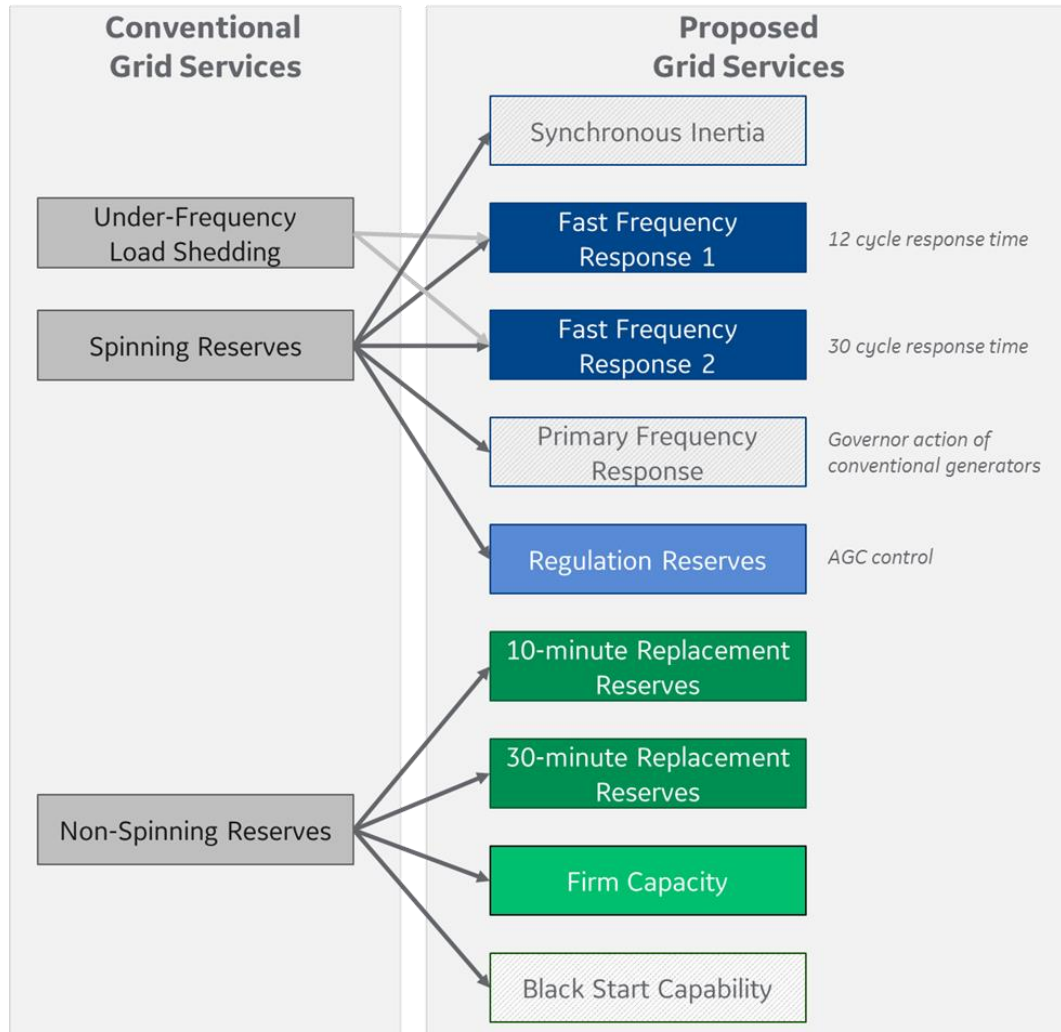 Conventional
Grid Services
Under-Frequency
Load Shedding
Spinning Reserves
Non-Spinning Reserves
Proposed
Grid Services
Synchronous Inertia
Fast Frequency
Response 1
12 cycle response time
Fast Frequency
Response 2
30 cycle response time
Primary Frequency
Response
Governor action of
conventional generators
Regulation Reserves
AGC control
10-minute Replacement
Reserves
30-minute Replacement
Reserves
Firm Capacity
Black Start Capability